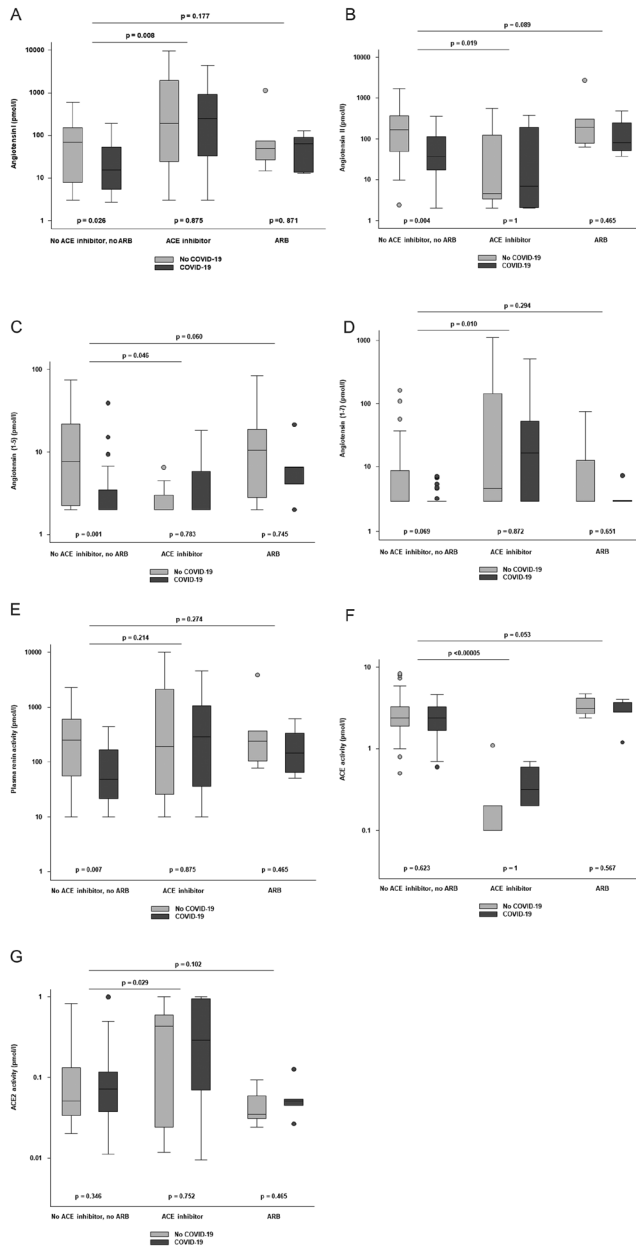 A
p = 0.177
p = 0.008
10000
1000
100
10
1
Angiotensin I (pmol/l)
p = 0.026
p = 0.875
p =0. 871
No ACE inhibitor, no ARB
ACE inhibitor
ARB
No COVID-19
COVID-19
B
p = 0.089
p = 0.019
10000
1000
100
10
1
Angiotensin II (pmol/l)
p = 0.004
p = 1
p = 0.465
No ACE inhibitor, no ARB
ACE inhibitor
ARB
No COVID-19
COVID-19
C
p = 0.060
p = 0.046
100
10
1
Angiotensin (1-5) (pmol/l)
p = 0.001
p = 0.783
p = 0.745
No ACE inhibitor, no ARB
ACE inhibitor
ARB
No COVID-19
COVID-19
D
p = 0.294
p = 0.010
1000
100
10
1
Angiotensin (1-7) (pmol/l)
p = 0.069
p = 0.872
p = 0.651
No ACE inhibitor, no ARB
ACE inhibitor
ARB
No COVID-19
COVID-19
E
p = 0.274
p = 0.214
10000
1000
100
10
1
Plasma resin activity (pmol/l)
p = 0.007
p = 0.875
p = 0.465
No ACE inhibitor, no ARB
ACE inhibitor
ARB
No COVID-19
COVID-19
F
p = 0.053
p <0.00005
10
1
0.1
ACE activity (pmol/l)
p = 0.623
p = 1
p = 0.567
No ACE inhibitor, no ARB
ACE inhibitor
ARB
No COVID-19
COVID-19
G
p = 0.102
p = 0.029
1
0.1
0.01
ACE2 activity (pmol/l)
p = 0.346
p = 0.752
p = 0.465
No ACE inhibitor, no ARB
ACE inhibitor
ARB
No COVID-19
COVID-19